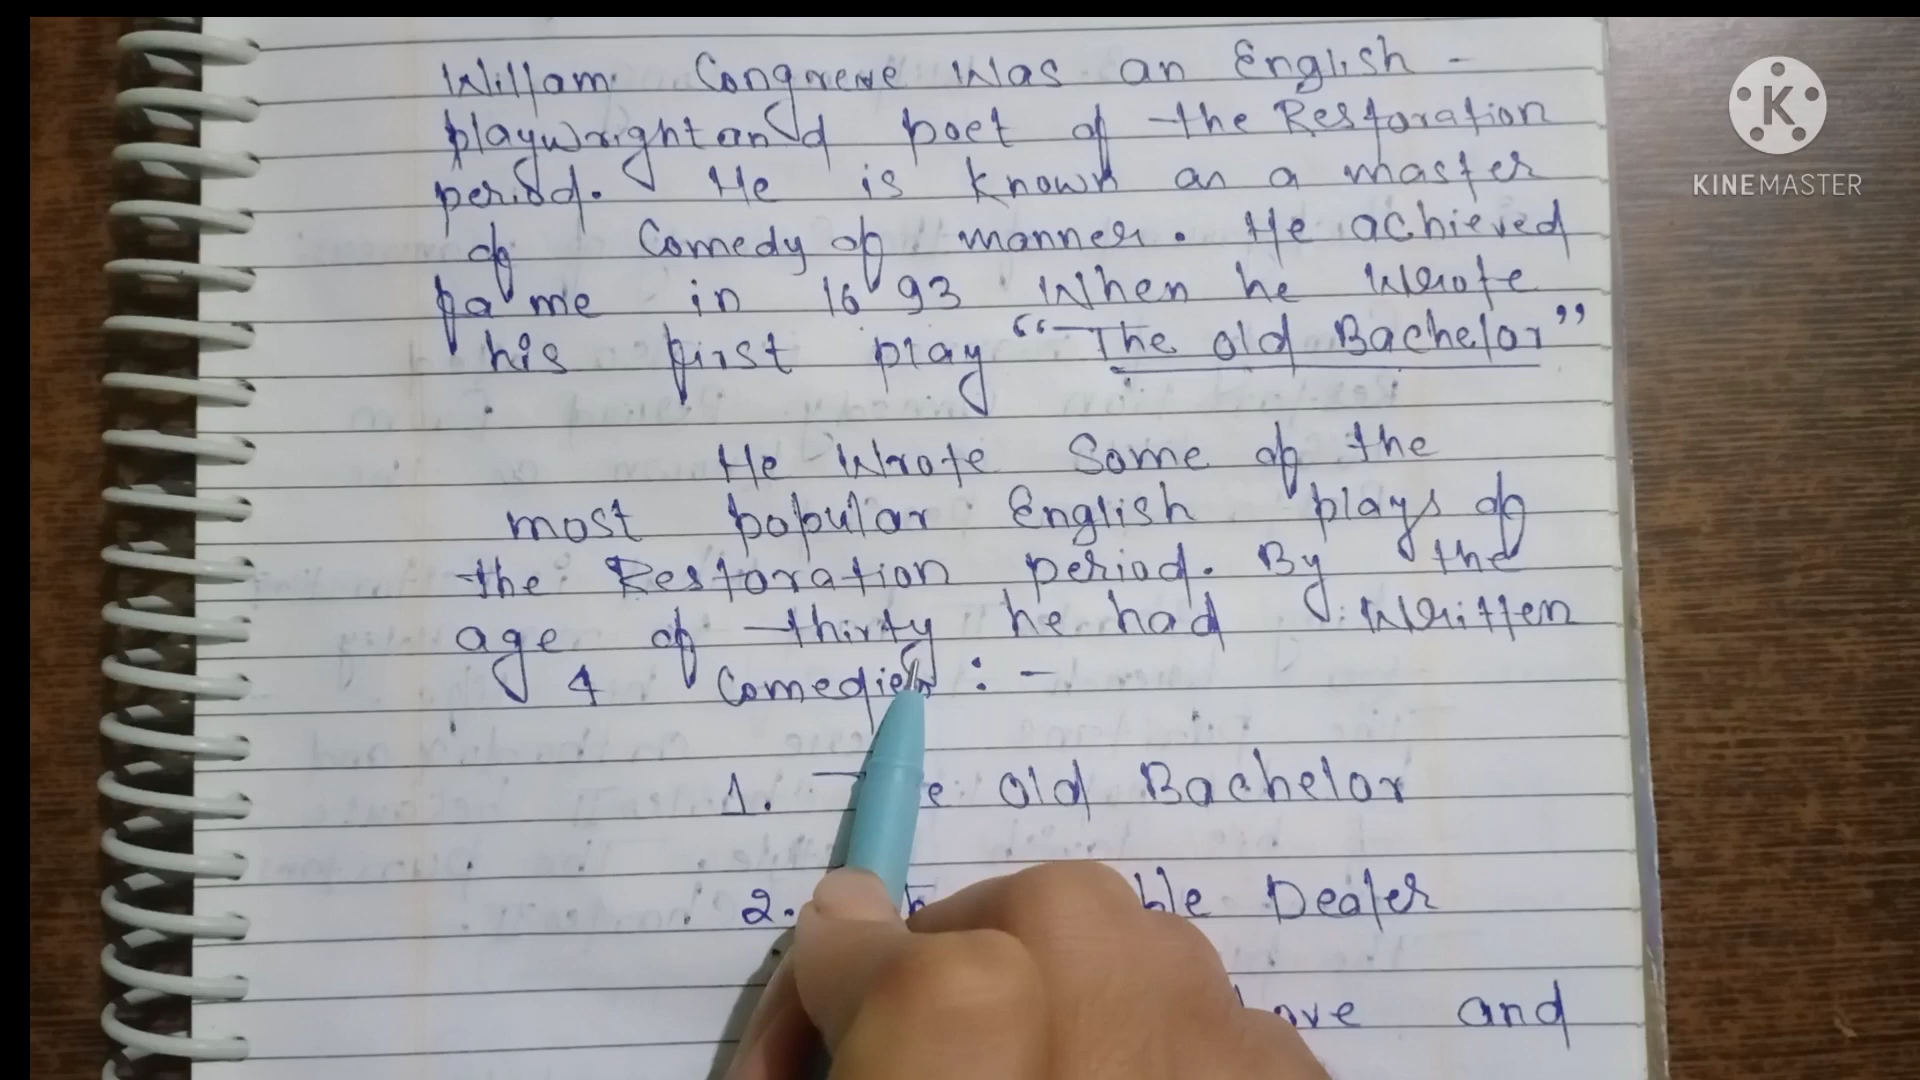 William Congreve was an English -
playwright and poet of the Restoration
period. He is known as a master
of Comedy of manner. He achieved
fame in 1693 when he wrote
his first play "The old Bachelor"
He wrote some of the
most popular English plays of
the Restoration period. By the
age of thirty he had written
4 Comedies : -
1. old Bachelor
2. Dealer
and
KINEMASTER